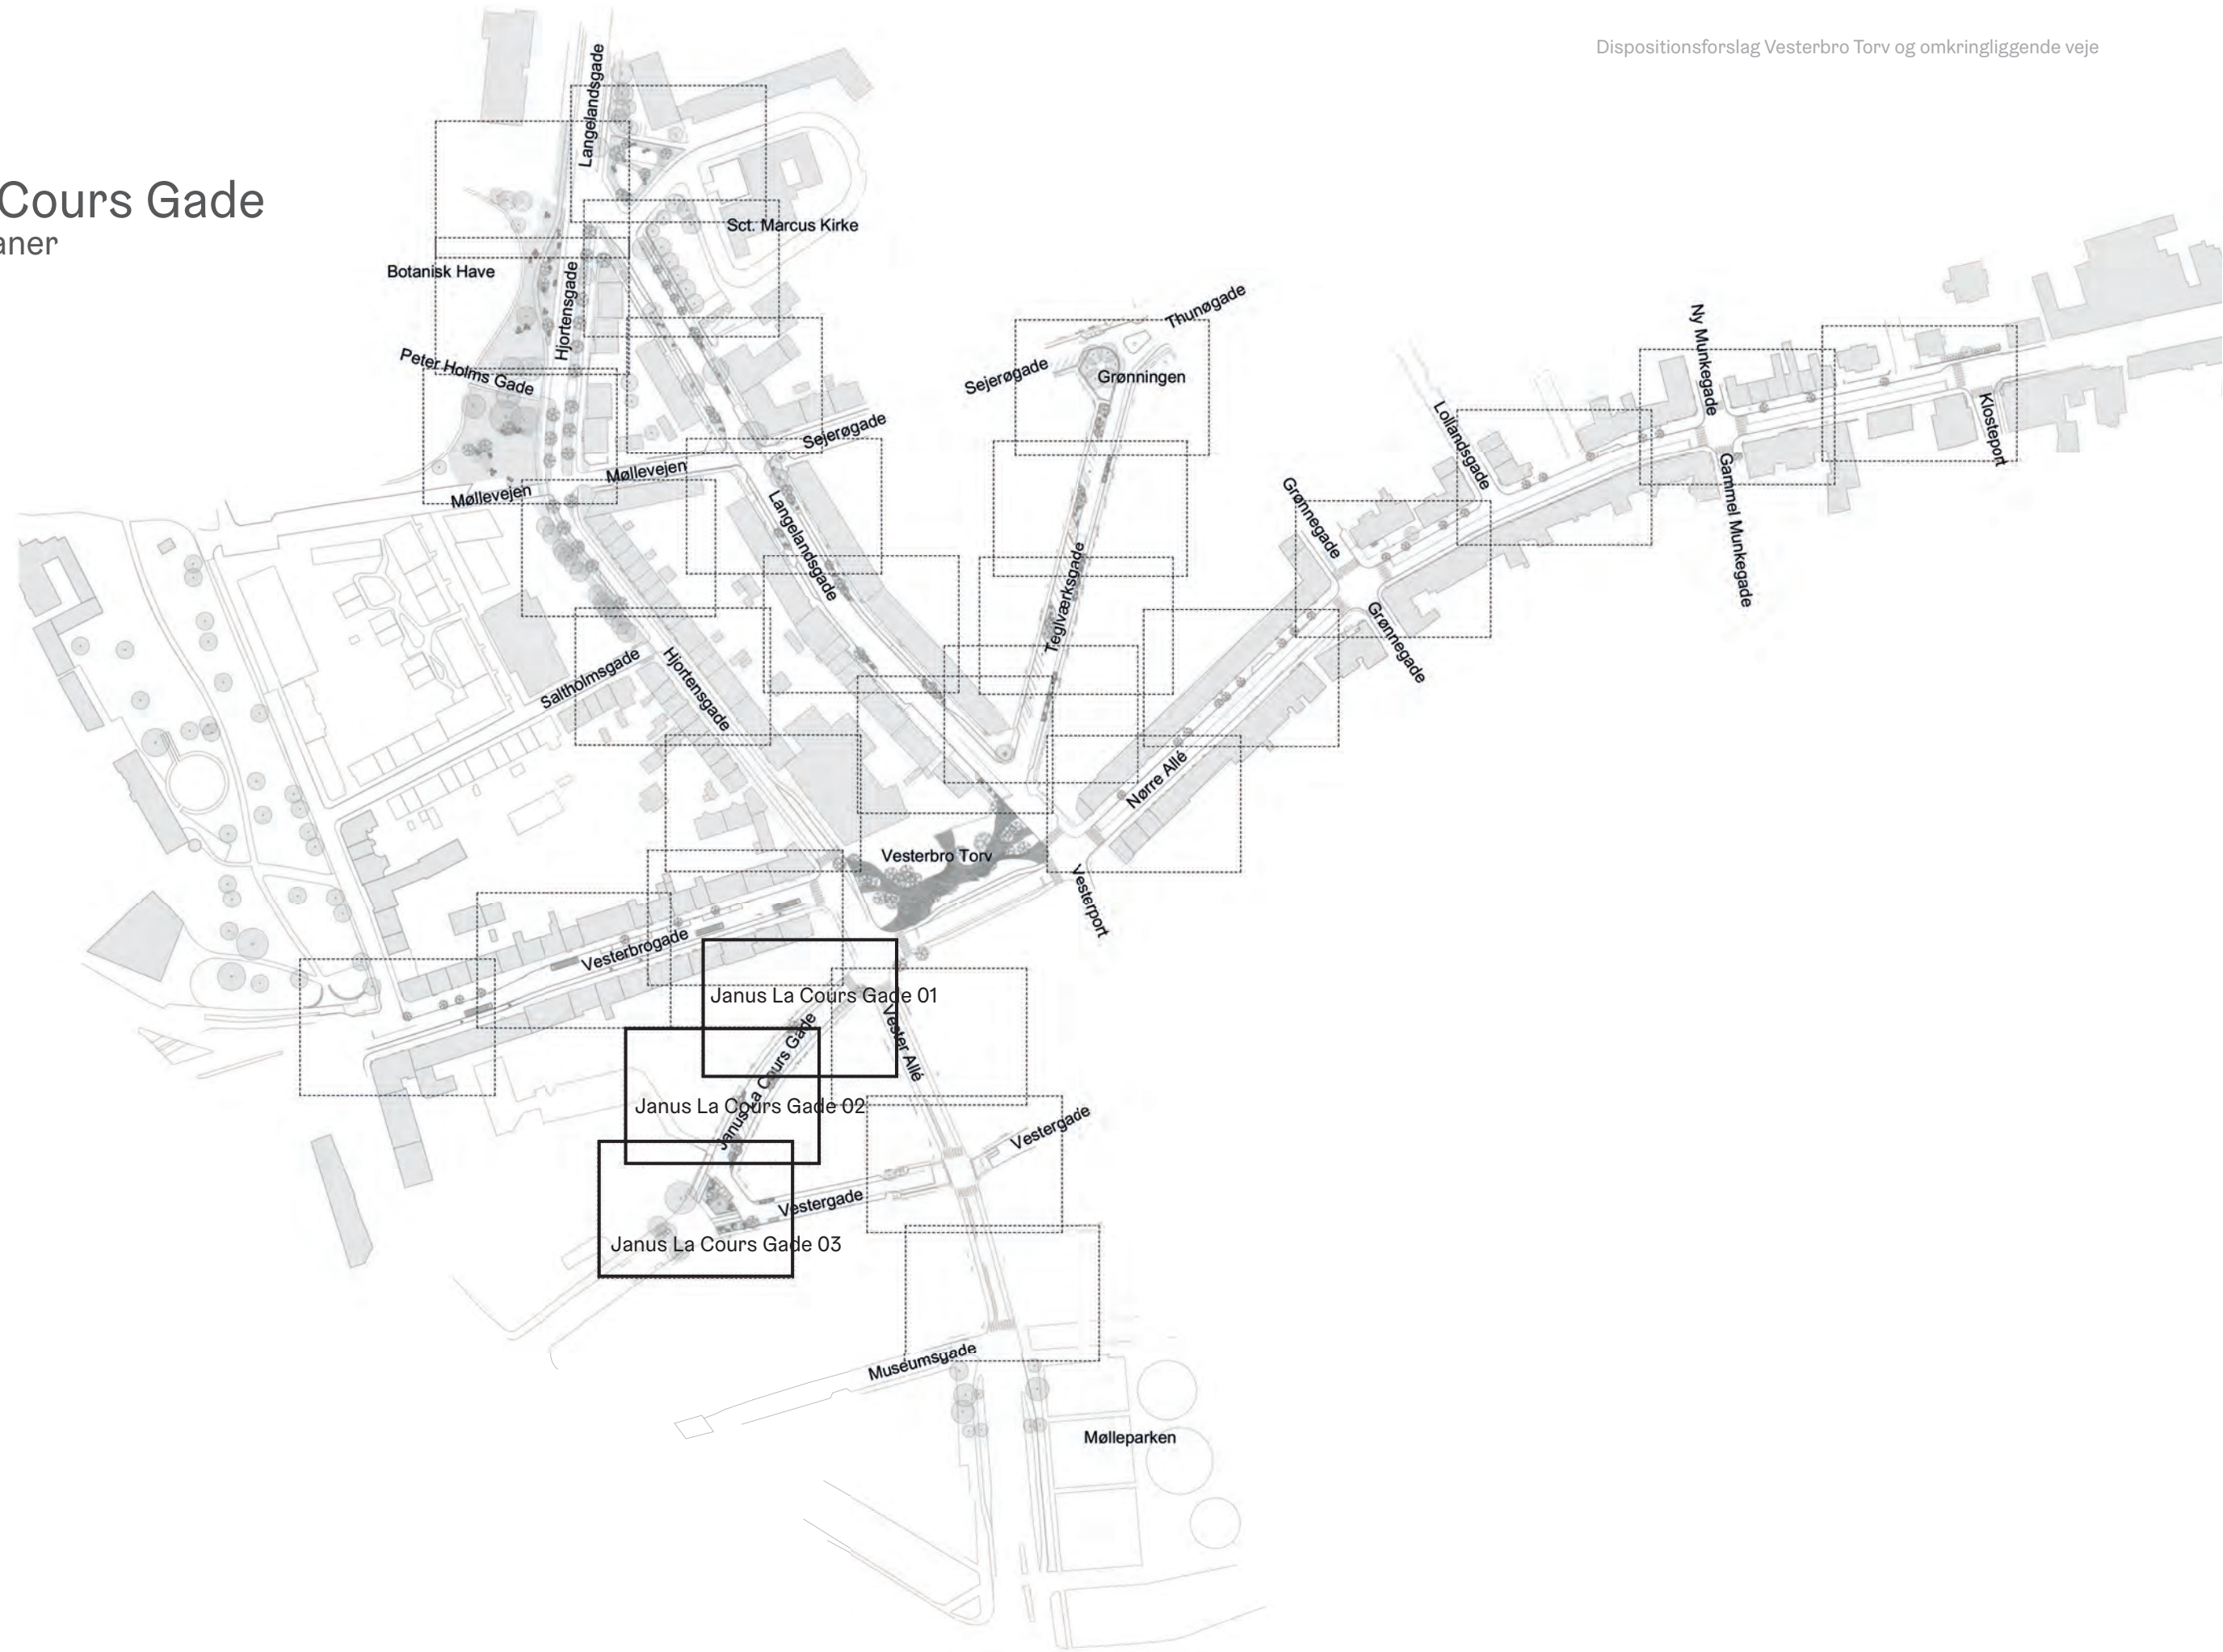 Dispositionsforslag Vesterbro Torv og omkringliggende veje
Cours Gade
aner
Langelandsgade
Sct. Marcus Kirke
Botanisk Have
Hjortensgade
Peter Holms Gade
Thunøgade
Sejerøgade
Grønningen
Ny Munkegade
Klosteport
Lollandsgade
Sejerøgade
Møllevejen
Møllevejen
Langelandsgade
Grønnegade
Gammel Munkegade
Teglværksgade
Grønnegade
Saltholmsgade
Hjortensgade
Nørre Allé
Vesterbro Torv
Vesterport
Vesterbrogade
Janus La Cours Gade 01
Vester Allé
Janus La Cours Gade
Janus La Cours Gade 02
Vestergade
Vestergade
Janus La Cours Gade 03
Museumsgade
Mølleparken